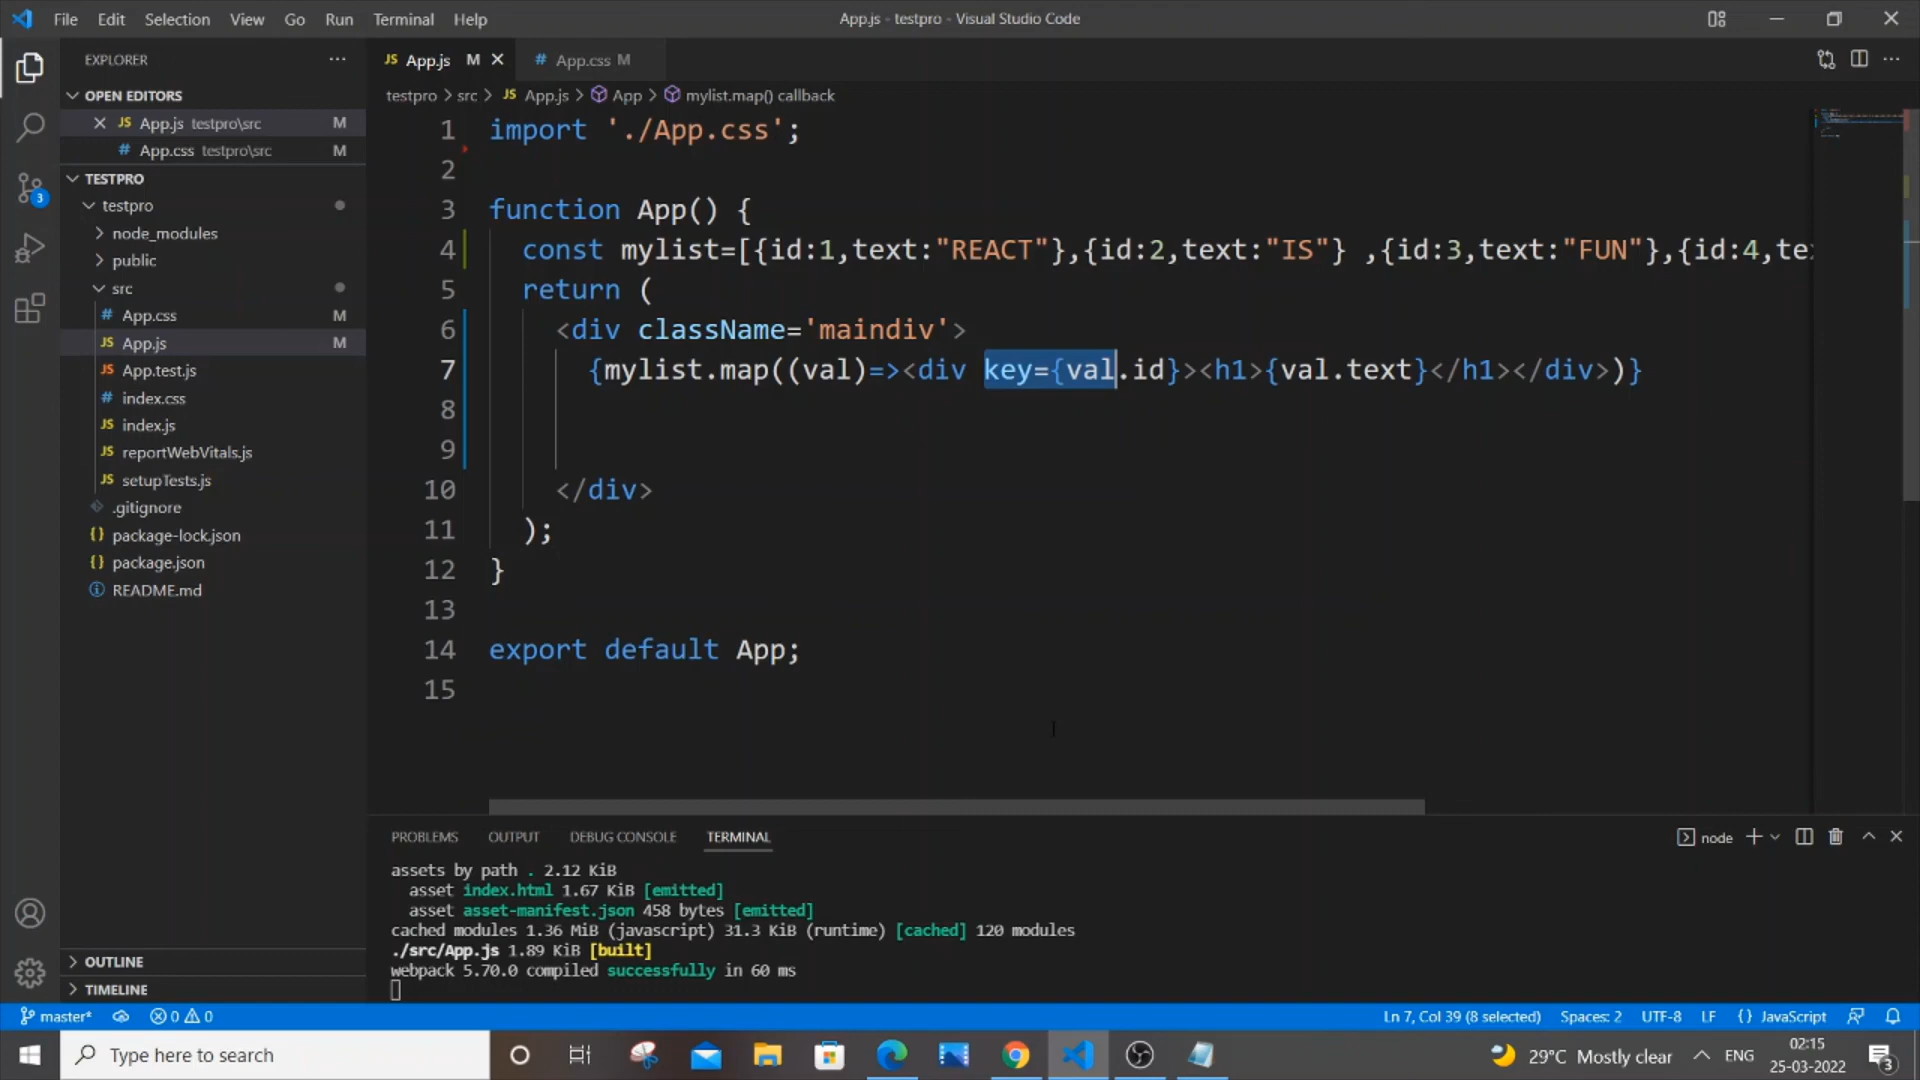 File Edit Selection View Go Run Terminal Help
App.js - testpro - Visual Studio Code
EXPLORER
JS App.js M
# App.css M
OPEN EDITORS
JS App.js testpro\src M
# App.css testpro\src M
TESTPRO
testpro
node_modules
public
src
# App.css M
JS App.js M
JS App.test.js
# index.css
JS index.js
JS reportWebVitals.js
JS setupTests.js
.gitignore
{} package-lock.json
{} package.json
README.md
OUTLINE
TIMELINE
3
testpro > src > JS App.js > App > mylist.map() callback
1 import './App.css';
2
3 function App() {
4 const mylist=[{id:1,text:"REACT"},{id:2,text:"IS"} ,{id:3,text:"FUN"},{id:4,te
5 return (
6 <div className='maindiv'>
7 {mylist.map((val)=><div key={val.id}><h1>{val.text}</h1></div>)}
8
9
10 </div>
11 );
12 }
13
14 export default App;
15
PROBLEMS OUTPUT DEBUG CONSOLE TERMINAL
node
assets by path . 2.12 KiB
asset index.html 1.67 KiB [emitted]
asset asset-manifest.json 458 bytes [emitted]
cached modules 1.36 MiB (javascript) 31.3 KiB (runtime) [cached] 120 modules
./src/App.js 1.89 KiB [built]
webpack 5.70.0 compiled successfully in 60 ms
master* 0 0
Ln 7, Col 39 (8 selected) Spaces: 2 UTF-8 LF {} JavaScript
Type here to search
29°C Mostly clear
ENG
02:15
25-03-2022
3